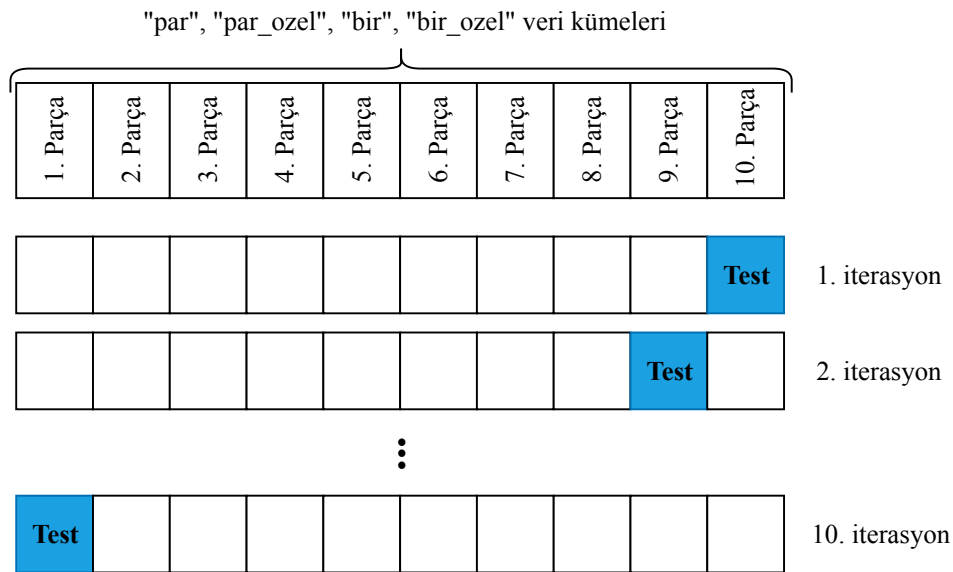 "par", "par_ozel", "bir", "bir_ozel" veri kümeleri
1. Parça
2. Parça
3. Parça
4. Parça
5. Parça
6. Parça
7. Parça
8. Parça
9. Parça
10. Parça
Test
1. iterasyon
Test
2. iterasyon
Test
10. iterasyon